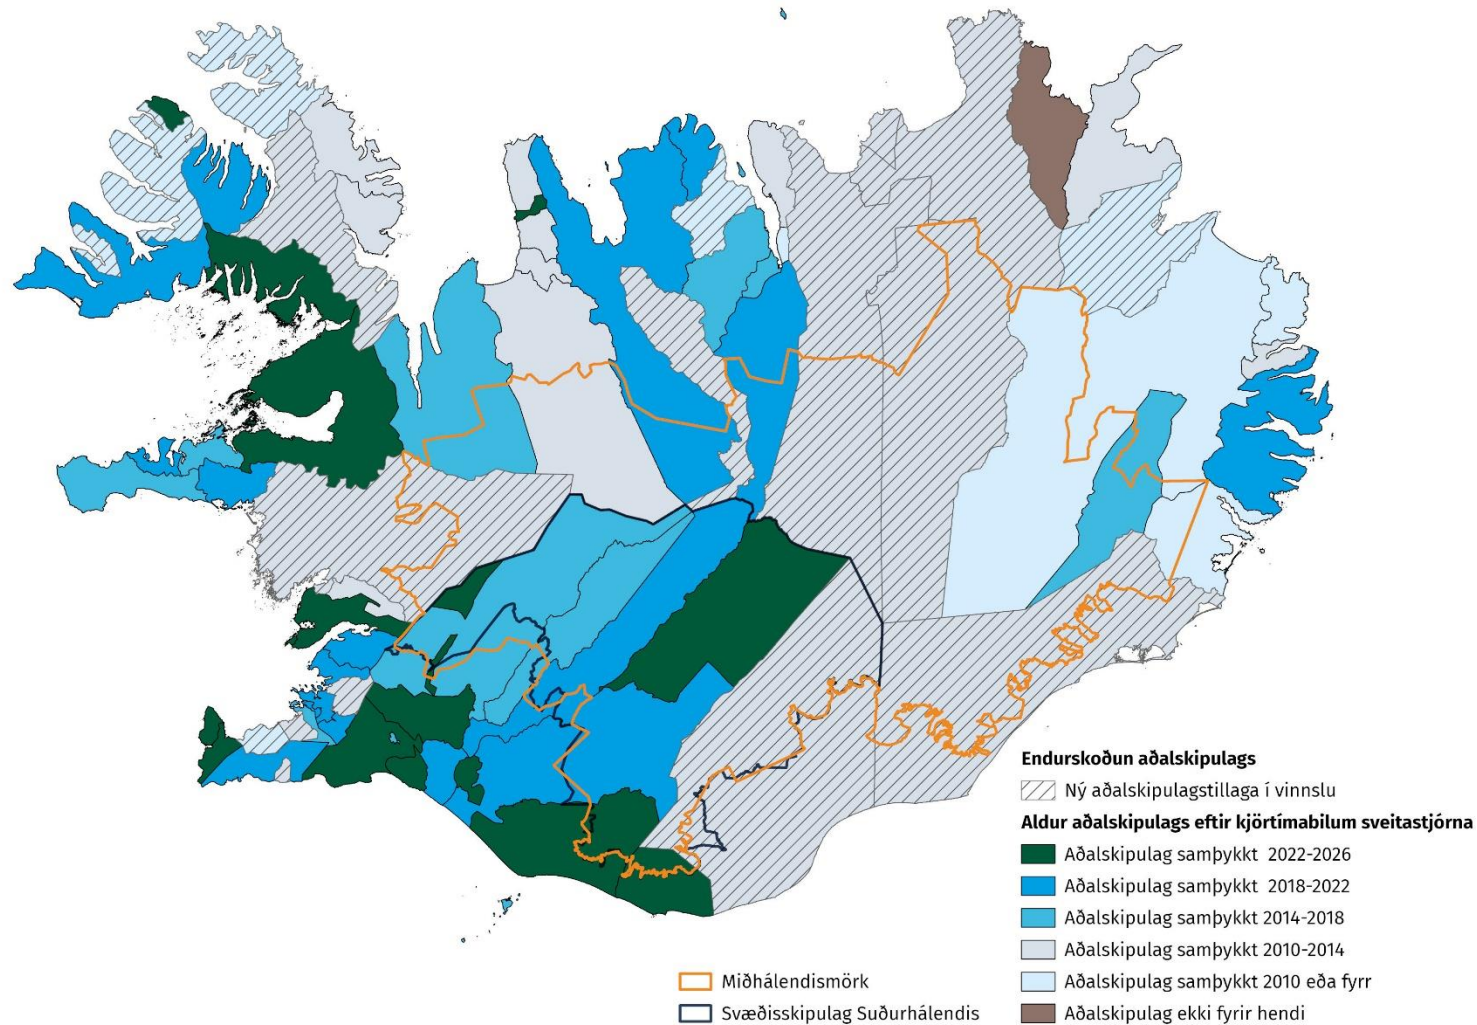 Endurskoðun aðalskipulags
Ný aðalskipulagstillaga í vinnslu
Aldur aðalskipulags eftir kjörtímabilum sveitastjórna
Aðalskipulag samþykkt 2022-2026
Aðalskipulag samþykkt 2018-2022
Aðalskipulag samþykkt 2014-2018
Aðalskipulag samþykkt 2010-2014
Aðalskipulag samþykkt 2010 eða fyrr
Aðalskipulag ekki fyrir hendi
Miðhálendismörk
Svæðisskipulag Suðurhálendis